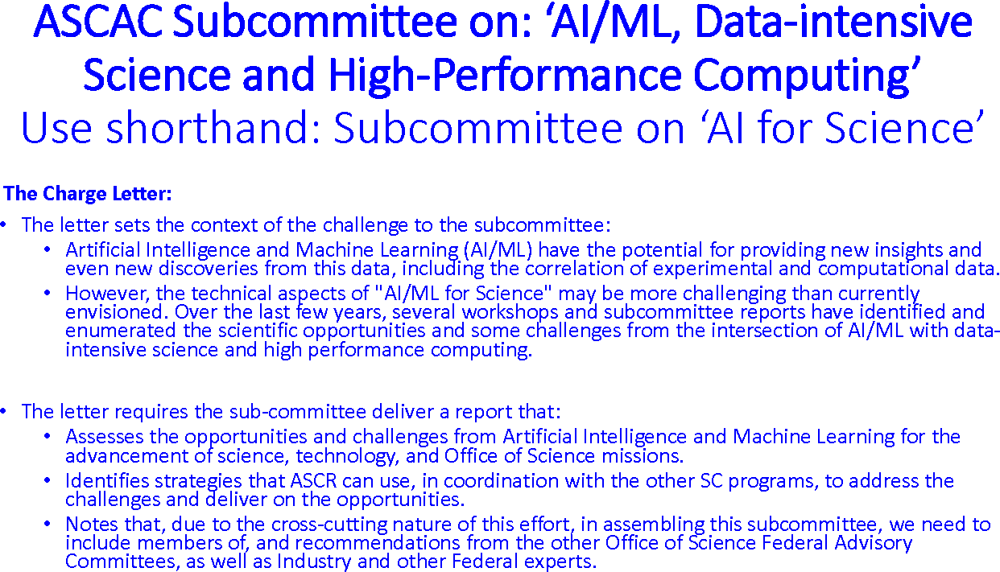 ASCAC Subcommittee on: ‘AI/ML, Data-intensive
Science and High-Performance Computing’
Use shorthand: Subcommittee on ‘AI for Science’
The Charge Letter:
• The letter sets the context of the challenge to the subcommittee:
• Artificial Intelligence and Machine Learning (AI/ML) have the potential for providing new insights and
even new discoveries from this data, including the correlation of experimental and computational data.
• However, the technical aspects of "AI/ML for Science" may be more challenging than currently
envisioned. Over the last few years, several workshops and subcommittee reports have identified and
enumerated the scientific opportunities and some challenges from the intersection of AI/ML with data-
intensive science and high performance computing.
• The letter requires the sub-committee deliver a report that:
• Assesses the opportunities and challenges from Artificial Intelligence and Machine Learning for the
advancement of science, technology, and Office of Science missions.
• Identifies strategies that ASCR can use, in coordination with the other SC programs, to address the
challenges and deliver on the opportunities.
• Notes that, due to the cross-cutting nature of this effort, in assembling this subcommittee, we need to
include members of, and recommendations from the other Office of Science Federal Advisory
Committees, as well as Industry and other Federal experts.